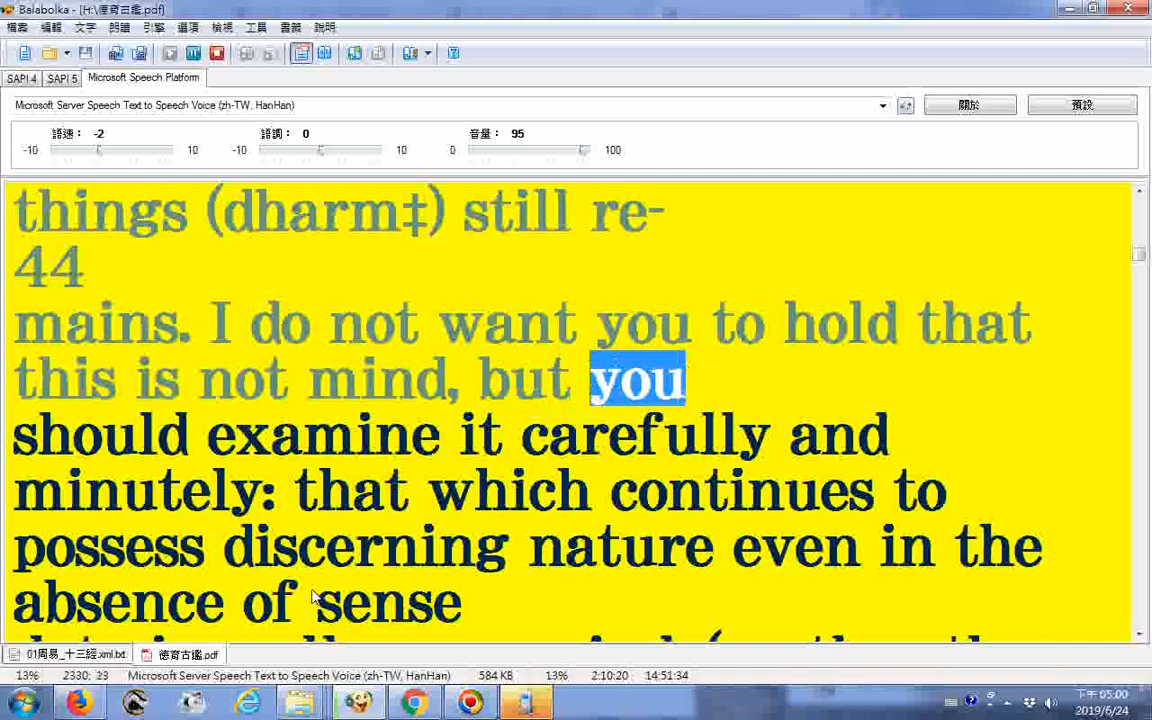 Balabolka - [H:\德育古鑑.pdf]
檔案 編輯 文字 朗讀 引擎 選項 檢視 工具 書籤 說明
SAPI 4 SAPI 5 Microsoft Speech Platform
Microsoft Server Speech Text to Speech Voice (zh-TW, HanHan) 關於 預設
語速： -2 語調： 0 音量： 95
-10 10 -10 10 0 100
things (dharm‡) still re-
44
mains. I do not want you to hold that
this is not mind, but you
should examine it carefully and
minutely: that which continues to
possess discerning nature even in the
absence of sense
01周易_十三經.xml.txt 德育古鑑.pdf
13% 2330; 23 Microsoft Server Speech Text to Speech Voice (zh-TW, HanHan) 584 KB 13% 2:10:20 14:51:34
下午 05:00
2019/6/24